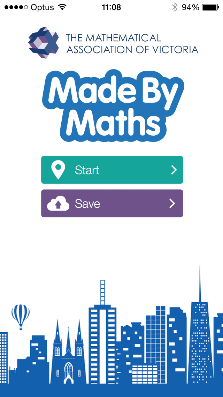 Optus 11:08 94%
THE MATHEMATICAL
ASSOCIATION OF VICTORIA
Made By
Maths
Start
Save